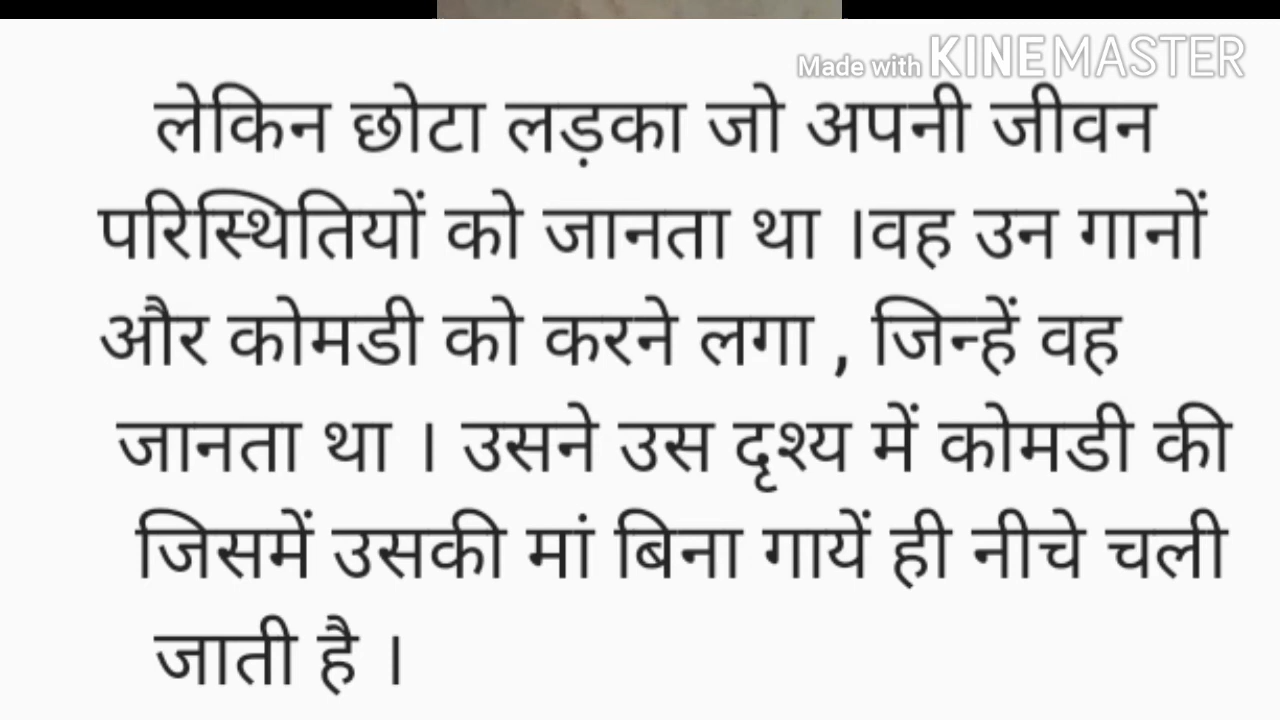 Made with KINEMASTER
लेकिन छोटा लड़का जो अपनी जीवन
परिस्थितियों को जानता था ।वह उन गानों
और कोमडी को करने लगा , जिन्हें वह
जानता था । उसने उस दृश्य में कोमडी की
जिसमें उसकी मां बिना गायें ही नीचे चली
जाती है ।